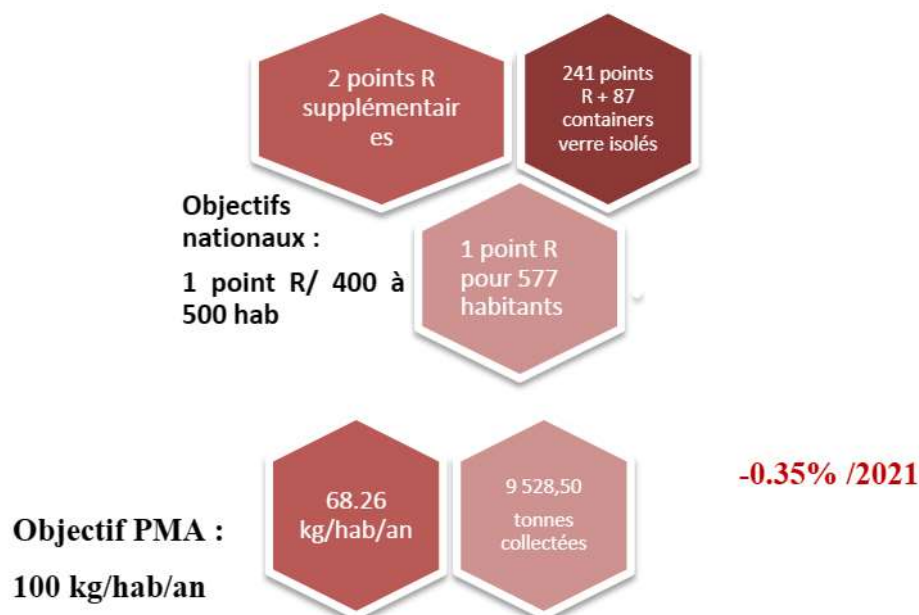 2 points R
supplémentair
es
241 points
R + 87
containers
verre isolés
Objectifs
nationaux :
1 point R/ 400 à
500 hab
1 point R
pour 577
habitants
68.26
kg/hab/an
9 528,50
tonnes
collectées
-0.35% /2021
Objectif PMA :
100 kg/hab/an